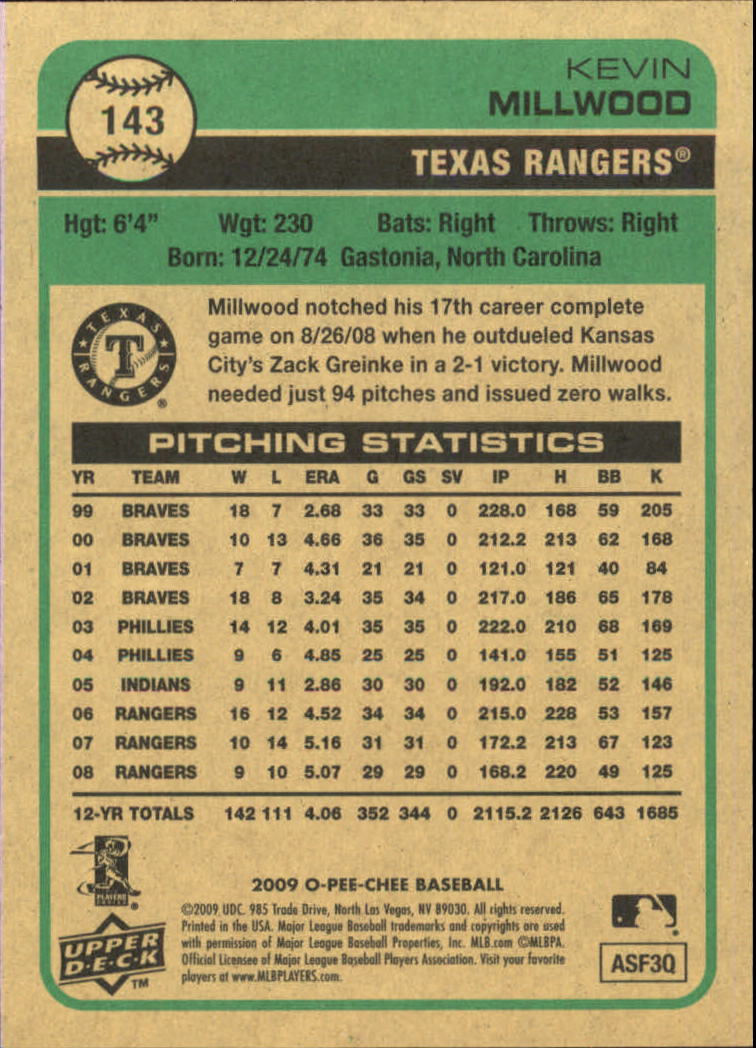 143
KEVIN
MILLWOOD
TEXAS RANGERS®
Hgt: 6'4" Wgt: 230 Bats: Right Throws: Right
Born: 12/24/74 Gastonia, North Carolina
TEXAS
T
RANGERS
®
Millwood notched his 17th career complete
game on 8/26/08 when he outdueled Kansas
City's Zack Greinke in a 2-1 victory. Millwood
needed just 94 pitches and issued zero walks.
PITCHING STATISTICS
YR TEAM W L ERA G GS SV IP H BB K
99 BRAVES 18 7 2.68 33 33 0 228.0 168 59 205
00 BRAVES 10 13 4.66 36 35 0 212.2 213 62 168
01 BRAVES 7 7 4.31 21 21 0 121.0 121 40 84
02 BRAVES 18 8 3.24 35 34 0 217.0 186 65 178
03 PHILLIES 14 12 4.01 35 35 0 222.0 210 68 169
04 PHILLIES 9 6 4.85 25 25 0 141.0 155 51 125
05 INDIANS 9 11 2.86 30 30 0 192.0 182 52 146
06 RANGERS 16 12 4.52 34 34 0 215.0 228 53 157
07 RANGERS 10 14 5.16 31 31 0 172.2 213 67 123
08 RANGERS 9 10 5.07 29 29 0 168.2 220 49 125
12-YR TOTALS 142 111 4.06 352 344 0 2115.2 2126 643 1685
PLAYERS
®
2009 O-PEE-CHEE BASEBALL
©2009 UDC. 985 Trade Drive, North Las Vegas, NV 89030. All rights reserved.
Printed in the USA. Major League Baseball trademarks and copyrights are used
with permission of Major League Baseball Properties, Inc. MLB.com ©MLBPA.
Official Licensee of Major League Baseball Players Association. Visit your favorite
players at www.MLBPLAYERS.com.
UPPER
D·E·C·K
TM
ASF3Q